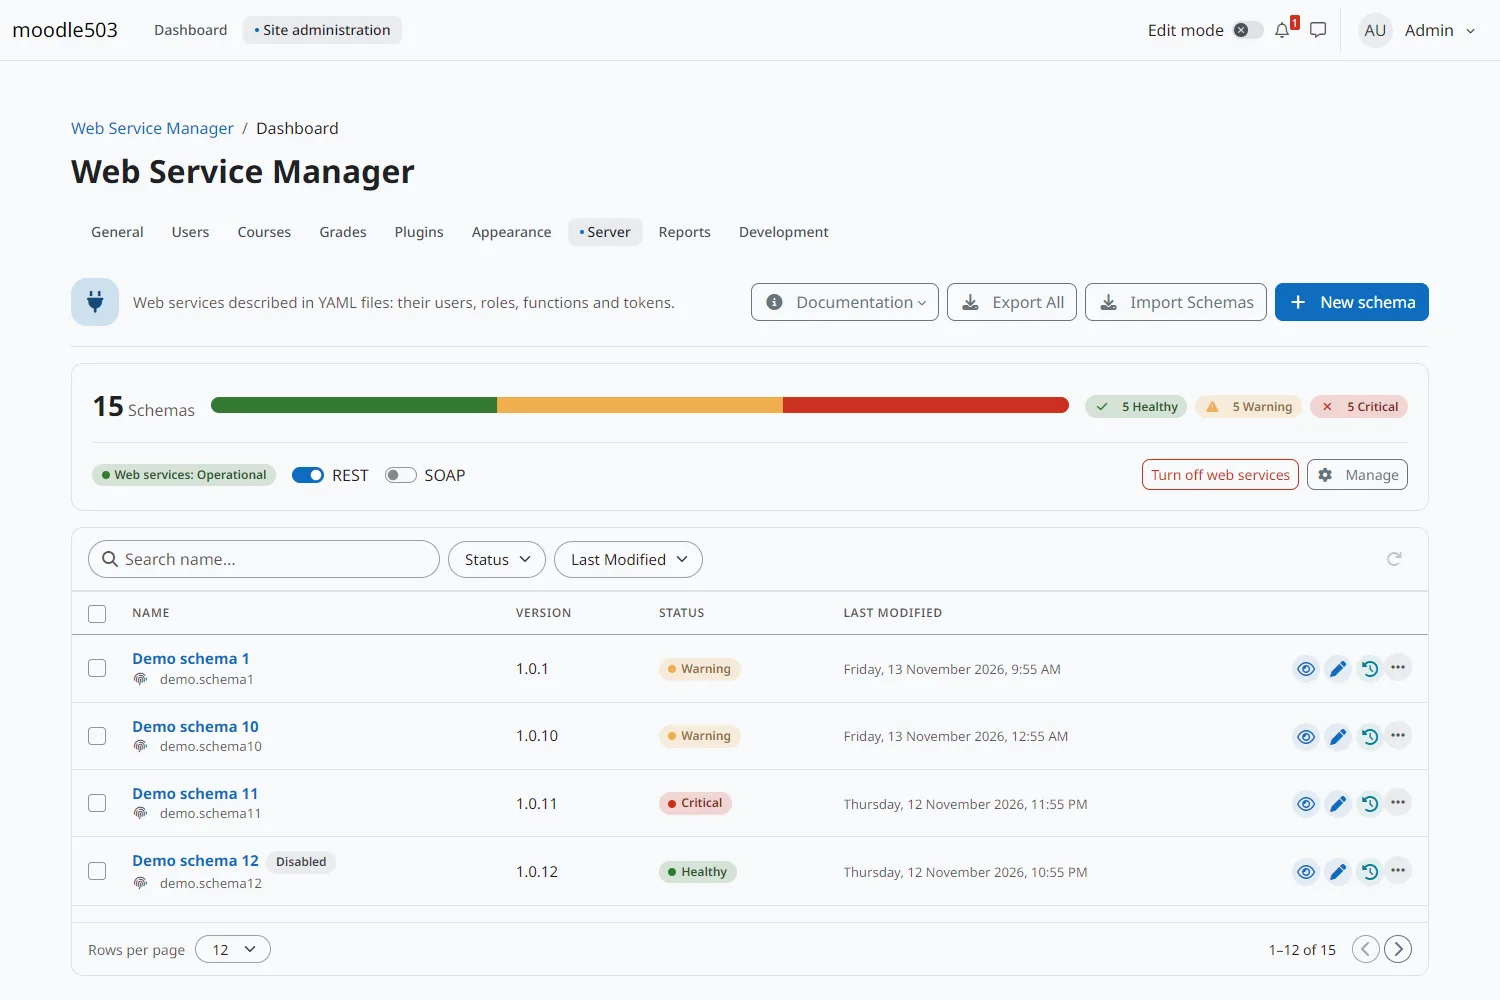 moodle503 Dashboard Site administration Edit mode 1 AU Admin
Web Service Manager / Dashboard
Web Service Manager
General Users Courses Grades Plugins Appearance Server Reports Development
Web services described in YAML files: their users, roles, functions and tokens. Documentation Export All Import Schemas New schema
15 Schemas 5 Healthy 5 Warning 5 Critical
Web services: Operational REST SOAP Turn off web services Manage
Search name... Status Last Modified
NAME VERSION STATUS LAST MODIFIED
Demo schema 1
demo.schema1 1.0.1 Warning Friday, 13 November 2026, 9:55 AM
Demo schema 10
demo.schema10 1.0.10 Warning Friday, 13 November 2026, 12:55 AM
Demo schema 11
demo.schema11 1.0.11 Critical Thursday, 12 November 2026, 11:55 PM
Demo schema 12 Disabled
demo.schema12 1.0.12 Healthy Thursday, 12 November 2026, 10:55 PM
Rows per page 12 1–12 of 15